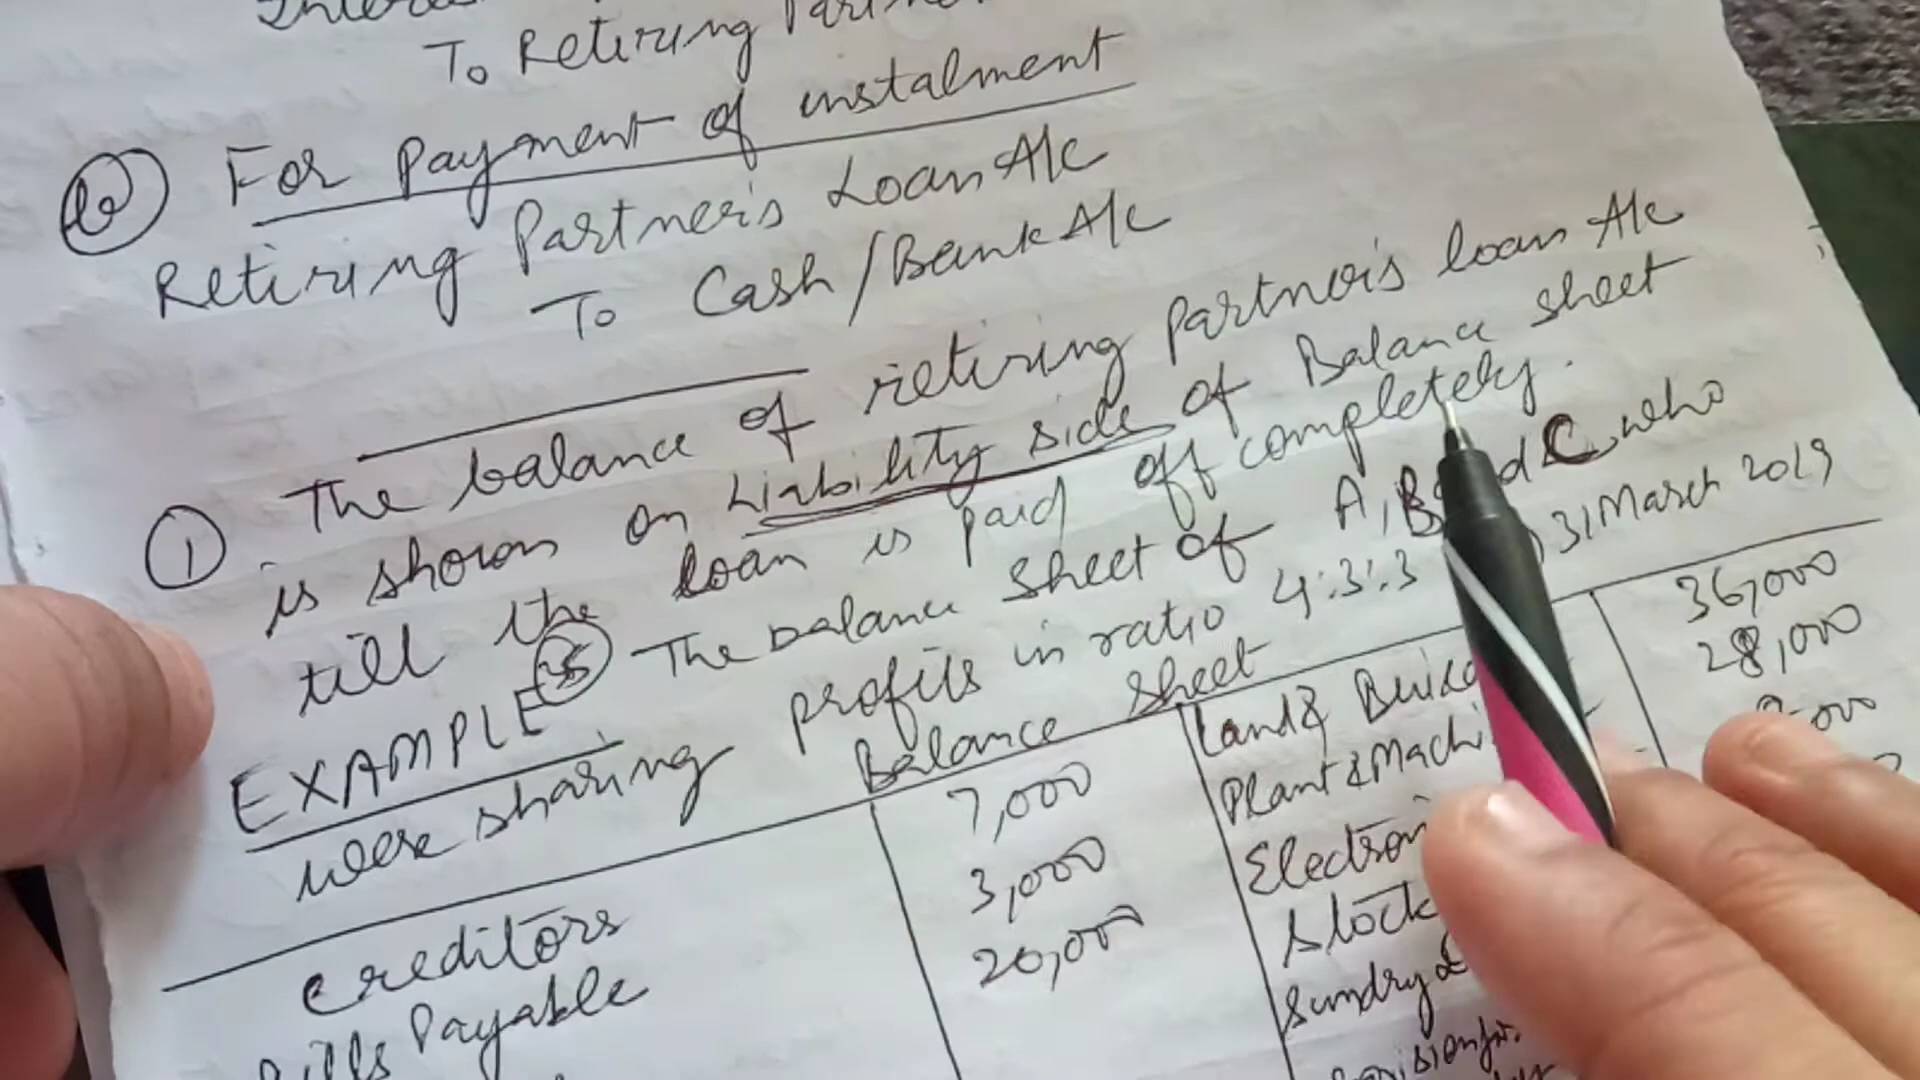 To Retiring
(b) For Payment of instalment
Retiring Partner's Loan A/c
To Cash/Bank A/c
(1) The balance of retiring partner's loan A/c
is shown on Liability side of Balance sheet
till the loan is paid off completely.
EXAMPLE The balance sheet of A, B and C who
were sharing profits in ratio 4:3:3 31, March 2019
Balance Sheet
Creditors 7,000 Land & 36,000
Bills Payable 3,000 Plant & 28,000
20,000
Stock
Sundry